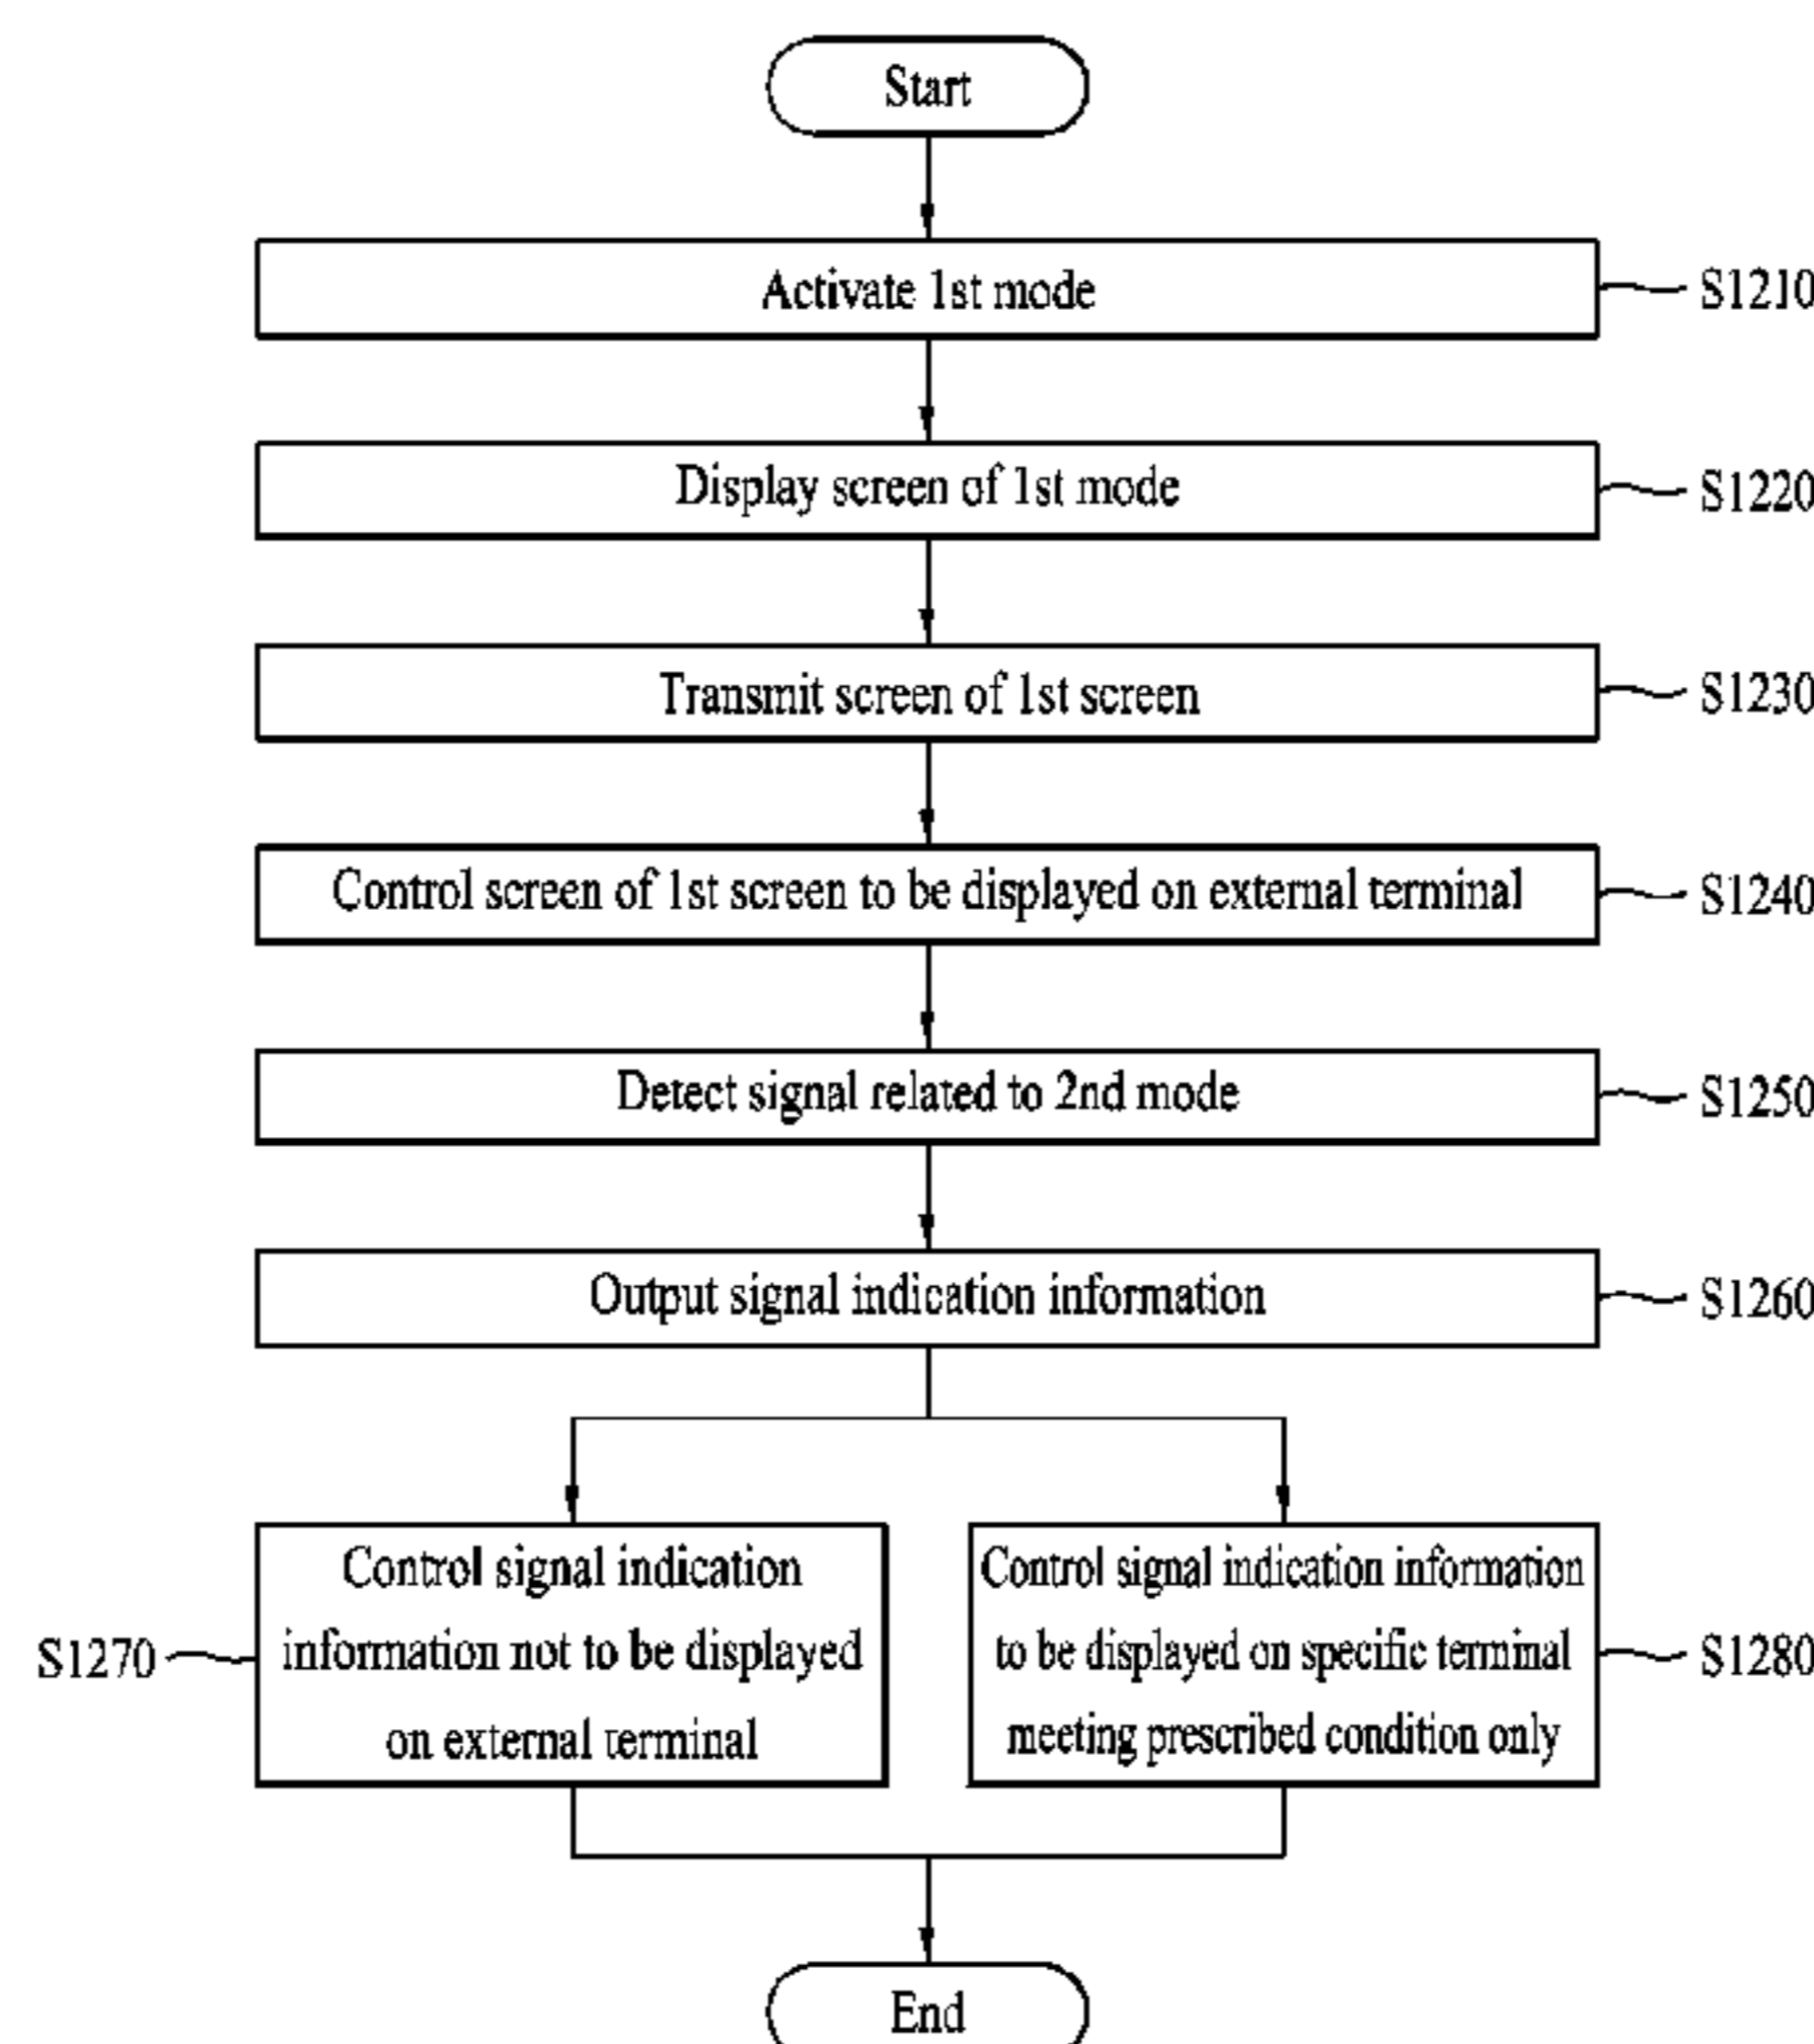 Start
Activate 1st mode
S1210
Display screen of 1st mode
S1220
Transmit screen of 1st screen
S1230
Control screen of 1st screen to be displayed on external terminal
S1240
Detect signal related to 2nd mode
S1250
Output signal indication information
S1260
S1270
Control signal indication
information not to be displayed
on external terminal
Control signal indication information
to be displayed on specific terminal
meeting prescribed condition only
S1280
End